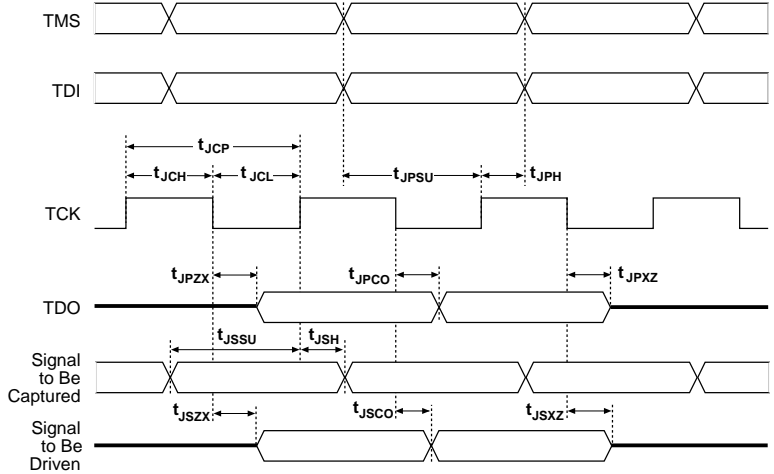 TMS
TDI
tJCP
tJCH
tJCL
tJPSU
tJPH
TCK
tJPZX
tJPCO
tJPXZ
TDO
tJSSU
tJSH
Signal
to Be
Captured
tJSZX
tJSCO
tJSXZ
Signal
to Be
Driven